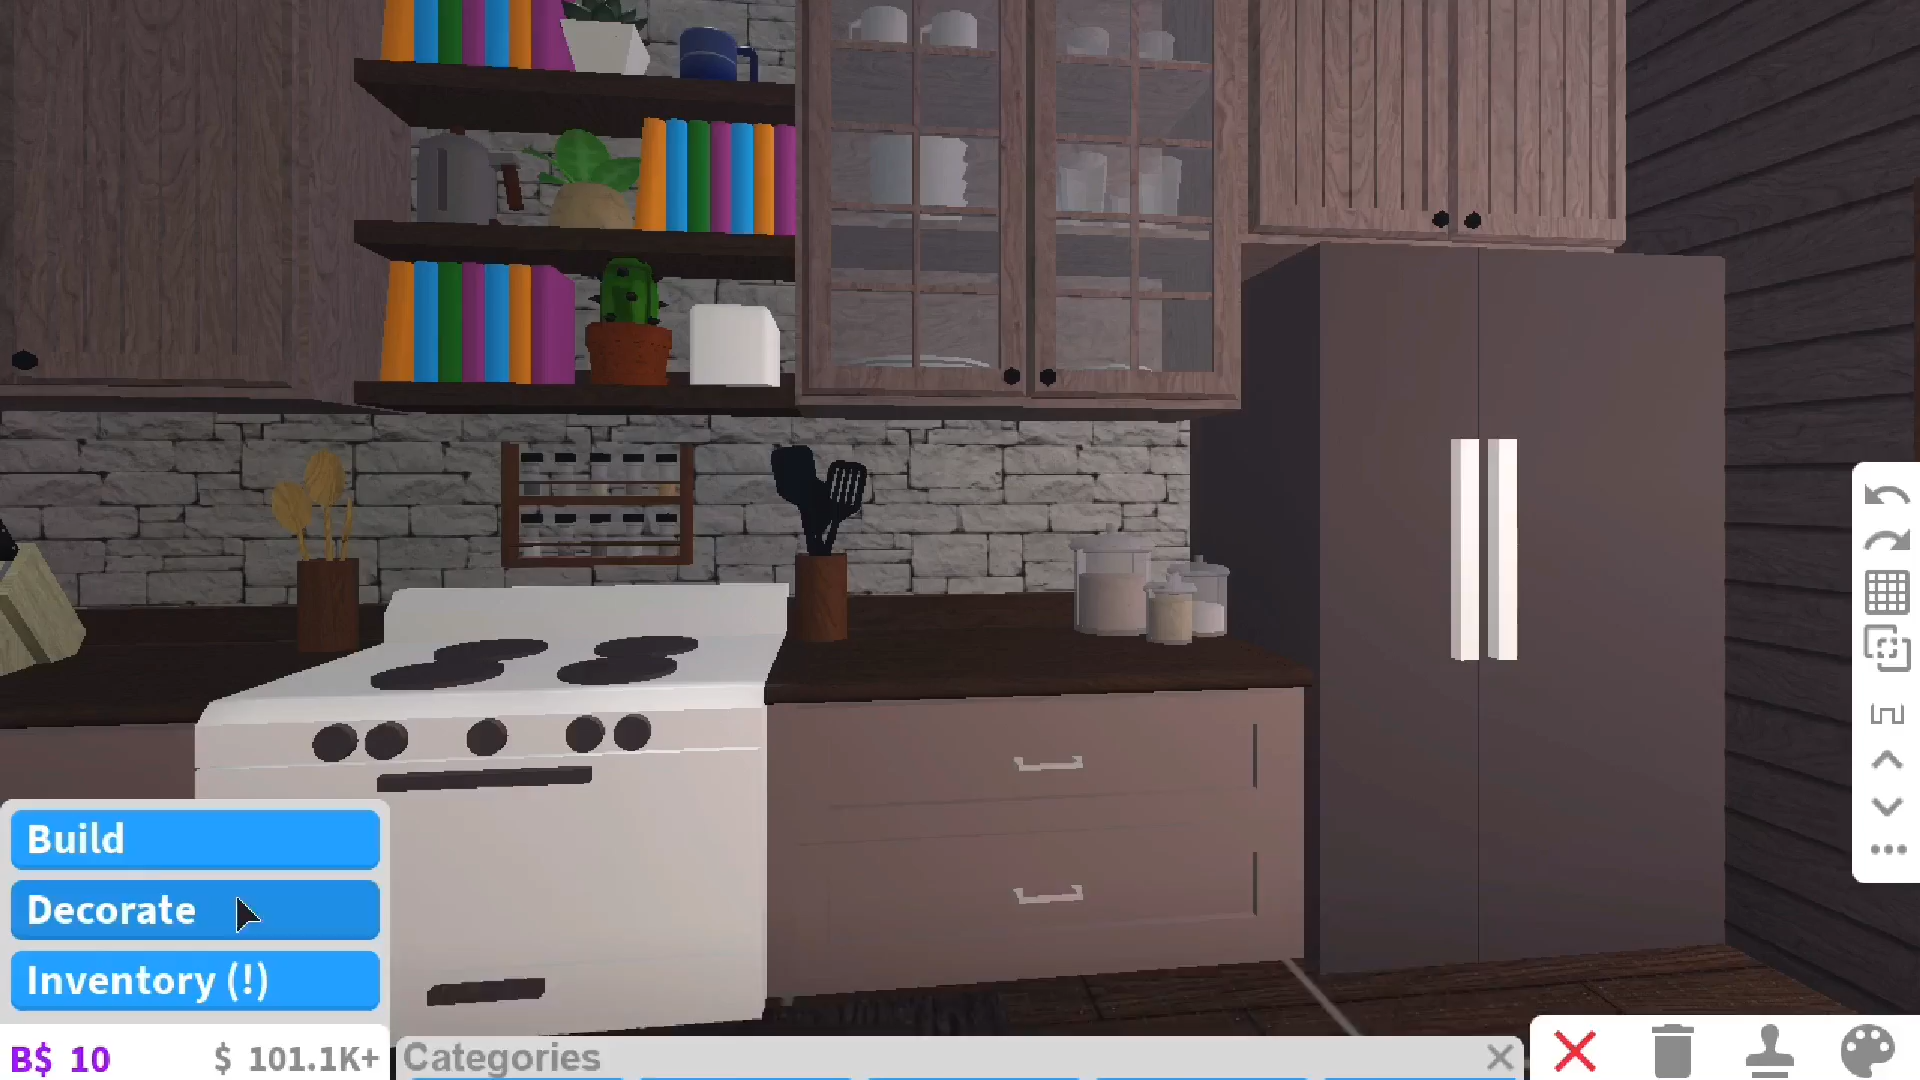 Build
Decorate
Inventory (!)
B$ 10
$ 101.1K+
Categories